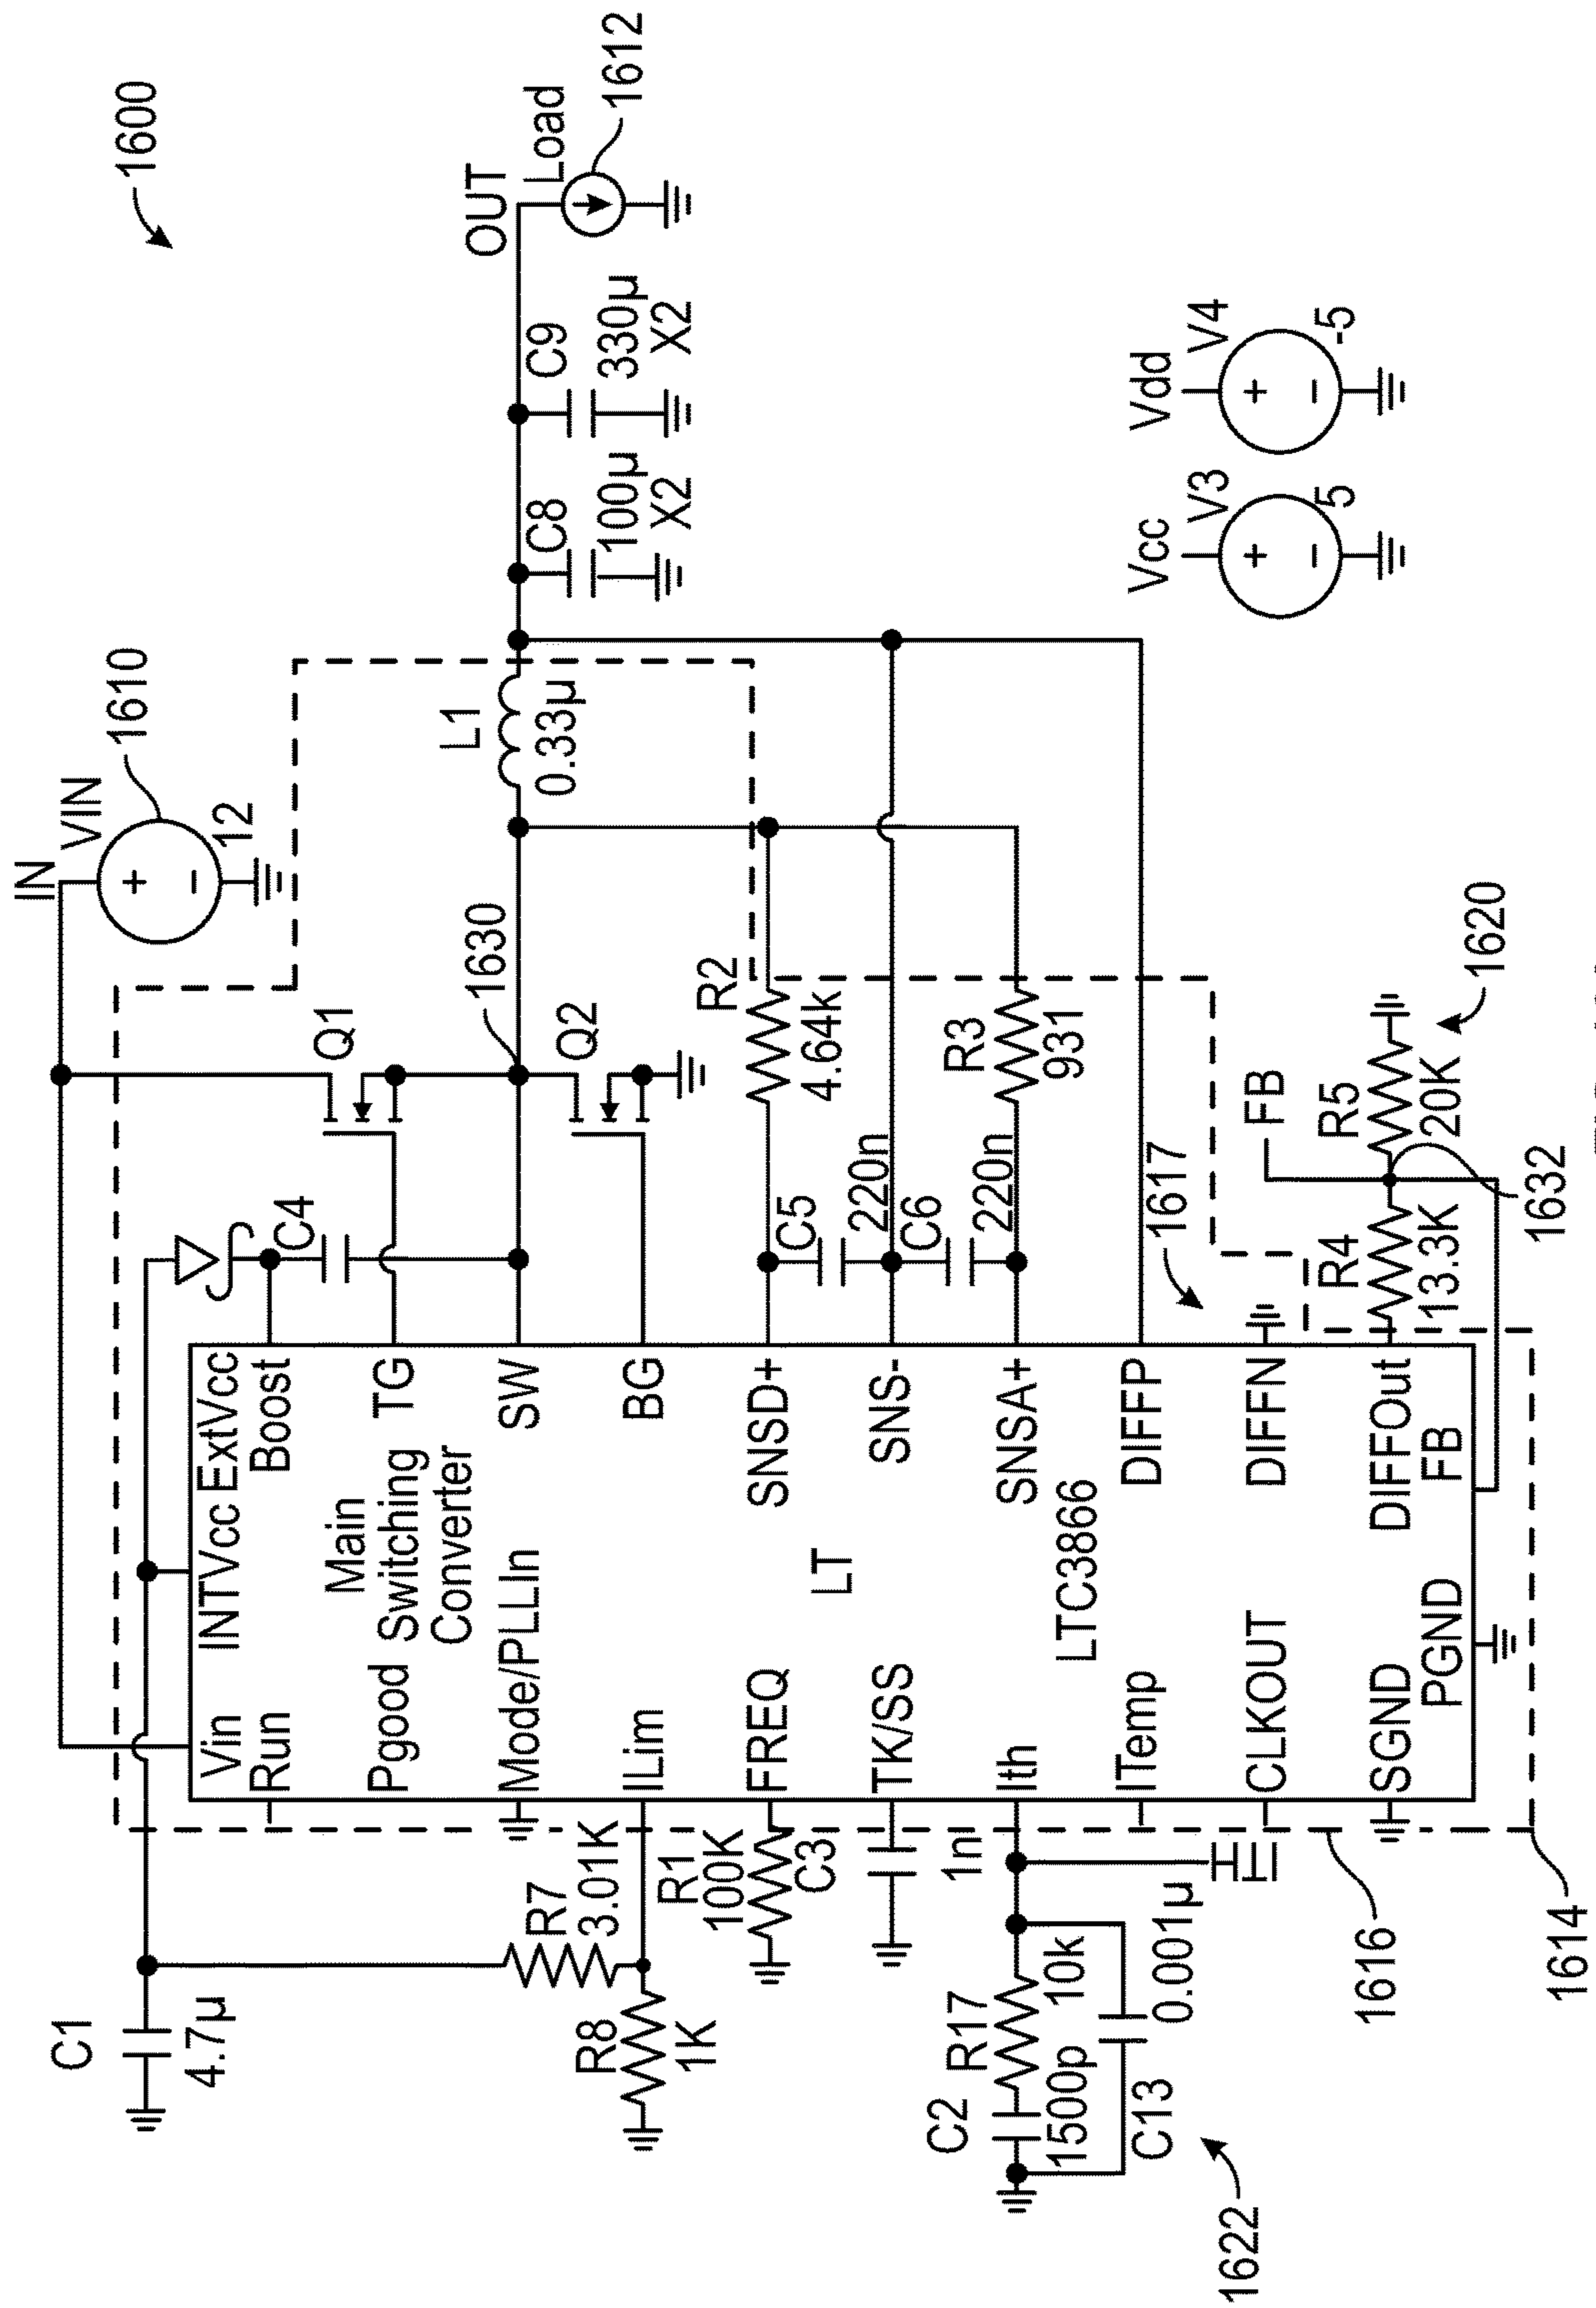 1600
IN
VIN
12
1610
OUT
Load
1612
C8
100µ
X2
C9
330µ
X2
L1
0.33µ
1630
Q1
Q2
C4
C1
4.7µ
R7
3.01K
R8
1K
R1
100K
C3
1n
R17
10k
C2
1500p
C13
0.001µ
1622
Vin
INTVcc
ExtVcc
Run
Boost
Main
Switching
Converter
Pgood
TG
Mode/PLLIn
SW
ILim
BG
FREQ
SNSD+
TK/SS
LT
SNS-
Ith
LTC3866
SNSA+
ITemp
DIFFP
CLKOUT
DIFFN
SGND
DIFFOut
PGND
FB
R2
4.64k
C5
220n
C6
220n
R3
931
1617
FB
R4
13.3K
R5
20K
1620
1632
1616
1614
Vcc
V3
5
Vdd
V4
-5